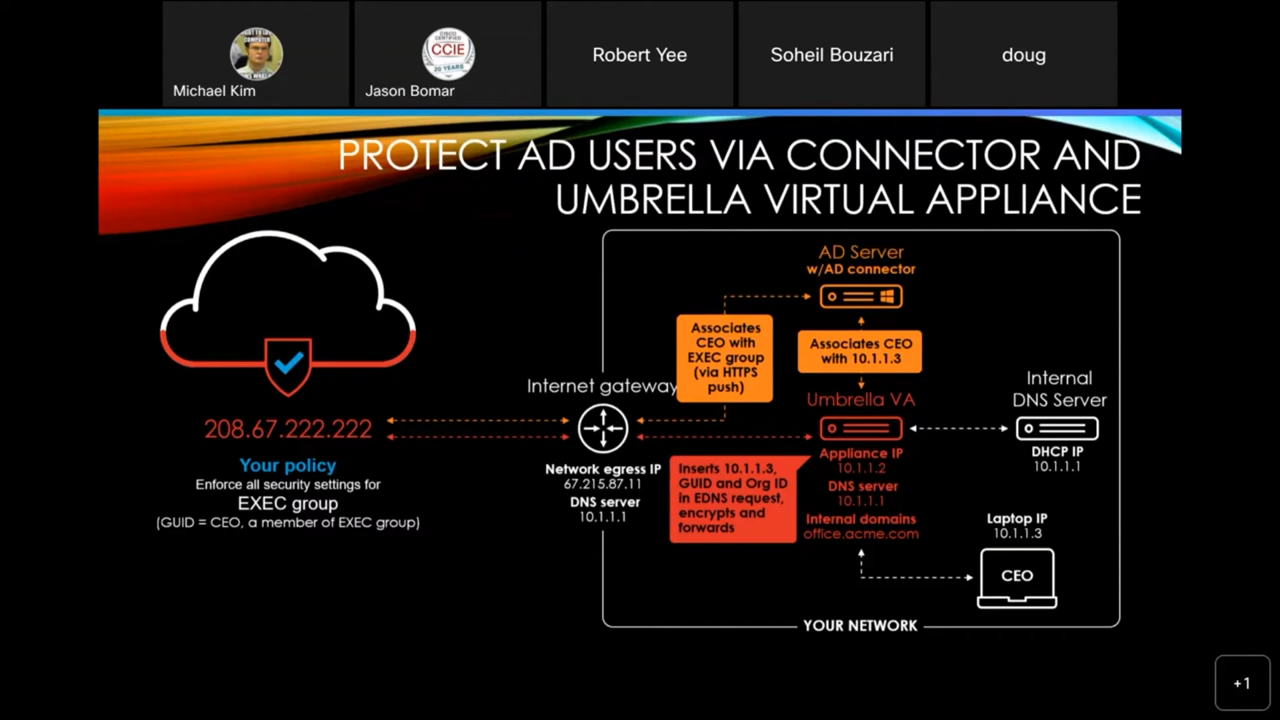 Michael Kim
CISCO
CERTIFIED
CCIE
20 YEARS
Jason Bomar
Robert Yee
Soheil Bouzari
doug
PROTECT AD USERS VIA CONNECTOR AND
UMBRELLA VIRTUAL APPLIANCE
208.67.222.222
Your policy
Enforce all security settings for
EXEC group
(GUID = CEO, a member of EXEC group)
Internet gateway
Network egress IP
67.215.87.11
DNS server
10.1.1.1
Associates
CEO with
EXEC group
(via HTTPS
push)
AD Server
w/AD connector
Associates CEO
with 10.1.1.3
Umbrella VA
Appliance IP
10.1.1.2
DNS server
10.1.1.1
Internal domains
office.acme.com
Inserts 10.1.1.3,
GUID and Org ID
in EDNS request,
encrypts and
forwards
Internal
DNS Server
DHCP IP
10.1.1.1
Laptop IP
10.1.1.3
CEO
YOUR NETWORK
+1